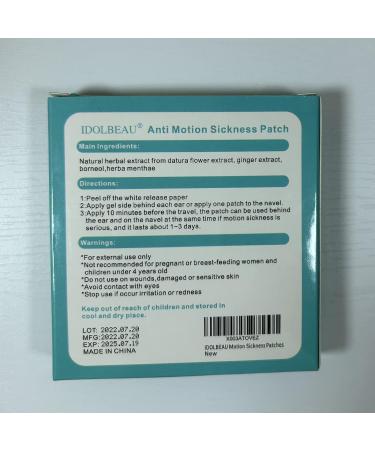 IDOLBEAU® Anti Motion Sickness Patch
Main Ingredients:
Natural herbal extract from datura flower extract, ginger extract,
borneol,herba menthae
Directions:
1:Peel off the white release paper
2:Apply gel side behind each ear or apply one patch to the navel.
3:Apply 10 minutes before the travel, the patch can be used behind
the ear and on the navel at the same time if motion sickness is
serious, and it lasts about 1~3 days.
Warnings:
*For external use only
*Not recommended for pregnant or breast-feeding women and
children under 4 years old
*Do not use on wounds,damaged or sensitive skin
*Avoid contact with eyes
*Stop use if occur irritation or redness
Keep out of reach of children and stored in
cool and dry place.
LOT: 2022.07.20
MFG:2022.07.20
EXP:2025.07.19
MADE IN CHINA
X003ATOV6Z
IDOLBEAU Motion Sickness Patches
New